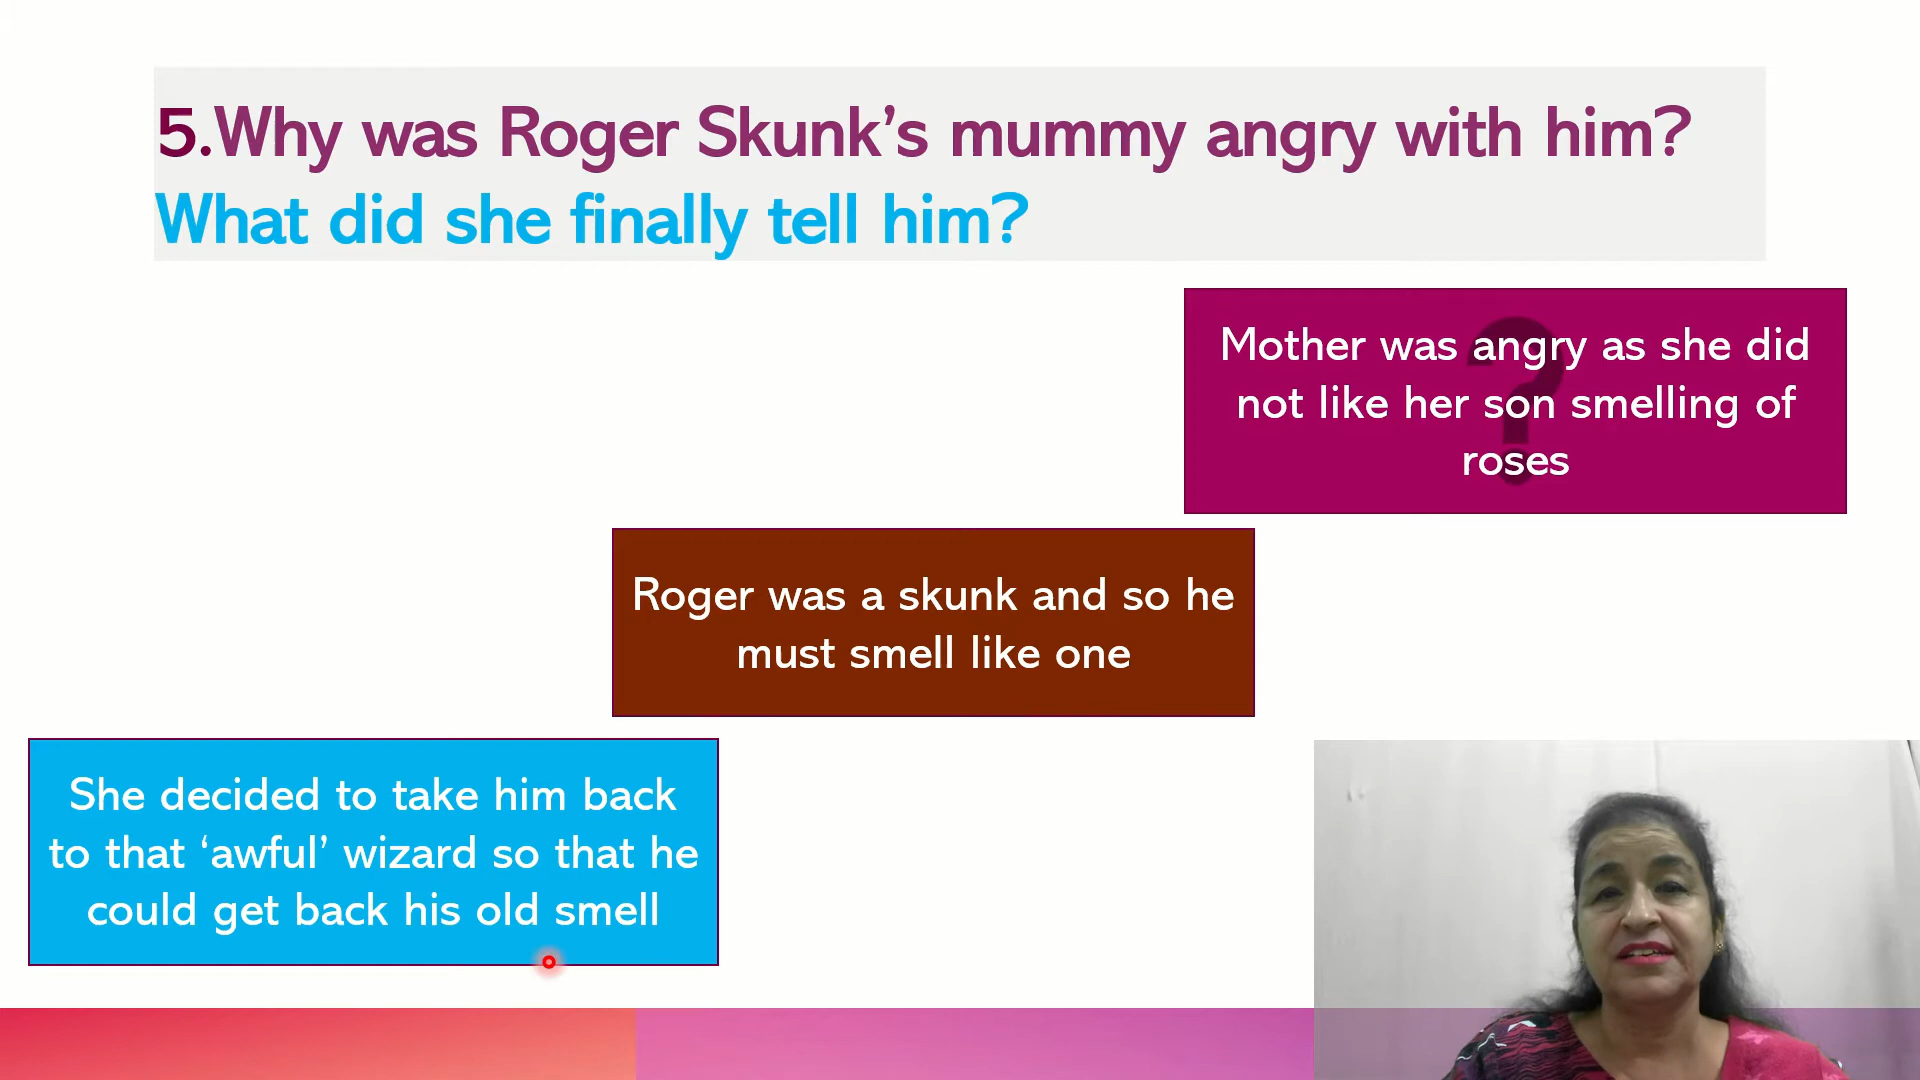 5.Why was Roger Skunk’s mummy angry with him?
What did she finally tell him?
Mother was angry as she did
not like her son smelling of
roses
?
Roger was a skunk and so he
must smell like one
She decided to take him back
to that ‘awful’ wizard so that he
could get back his old smell